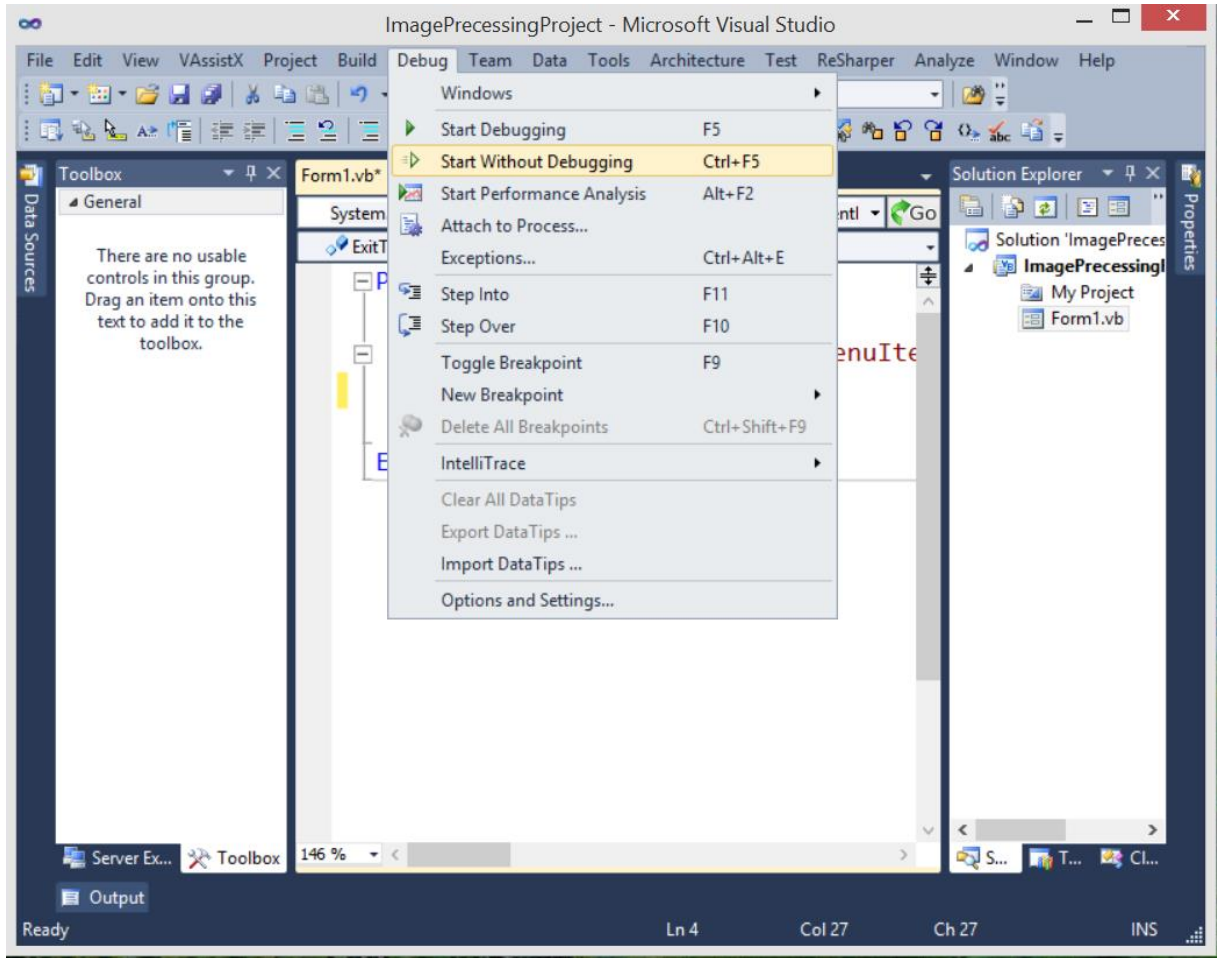 ImagePrecessingProject - Microsoft Visual Studio
File Edit View VAssistX Project Build Debug Team Data Tools Architecture Test ReSharper Analyze Window Help
Windows
Start Debugging F5
Start Without Debugging Ctrl+F5
Start Performance Analysis Alt+F2
Attach to Process...
Exceptions... Ctrl+Alt+E
Step Into F11
Step Over F10
Toggle Breakpoint F9
New Breakpoint
Delete All Breakpoints Ctrl+Shift+F9
IntelliTrace
Clear All DataTips
Export DataTips ...
Import DataTips ...
Options and Settings...
Data Sources
Toolbox
General
There are no usable
controls in this group.
Drag an item onto this
text to add it to the
toolbox.
Server Ex... Toolbox
Form1.vb*
System. entl Go
ExitT
P
enuIte
E
146 %
Solution Explorer
Solution 'ImagePreces
ImagePrecessingI
My Project
Form1.vb
S... T... Cl...
Properties
Output
Ready Ln 4 Col 27 Ch 27 INS